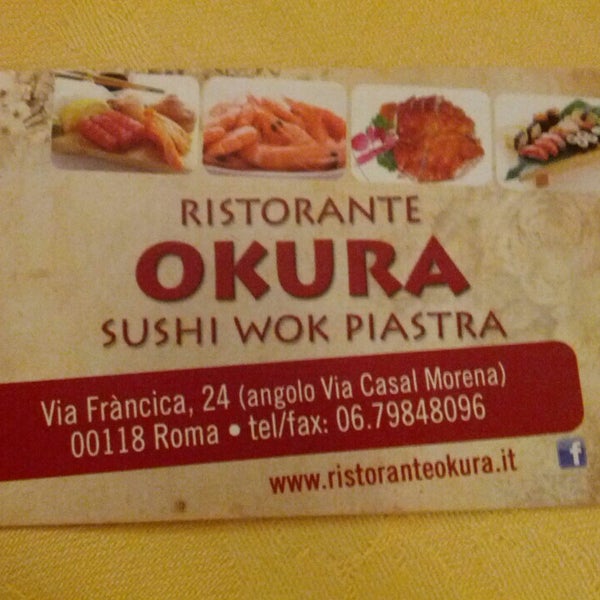 RISTORANTE
OKURA
SUSHI WOK PIASTRA
Via Fràncica, 24 (angolo Via Casal Morena)
00118 Roma • tel/fax: 06.79848096
www.ristoranteokura.it
f